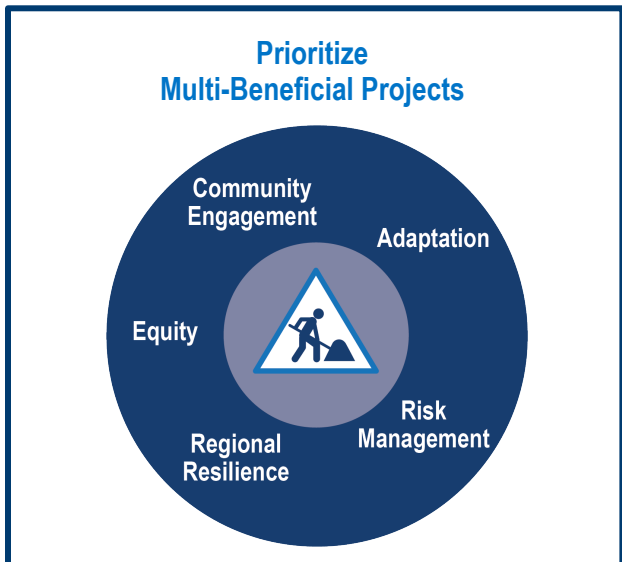 Prioritize
Multi-Beneficial Projects
Community
Engagement
Adaptation
Equity
Risk
Management
Regional
Resilience